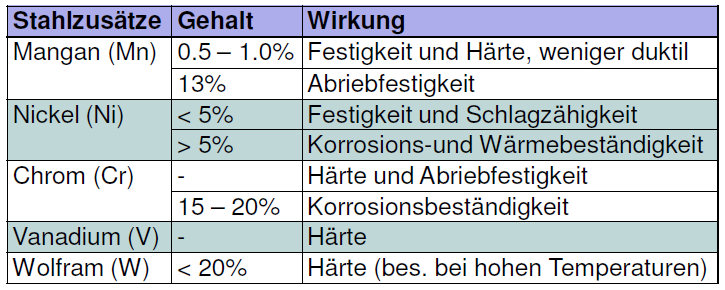 Stahlzusätze Gehalt Wirkung
Mangan (Mn) 0.5 – 1.0% Festigkeit und Härte, weniger duktil
13% Abriebfestigkeit
Nickel (Ni) < 5% Festigkeit und Schlagzähigkeit
> 5% Korrosions-und Wärmebeständigkeit
Chrom (Cr) - Härte und Abriebfestigkeit
15 – 20% Korrosionsbeständigkeit
Vanadium (V) - Härte
Wolfram (W) < 20% Härte (bes. bei hohen Temperaturen)